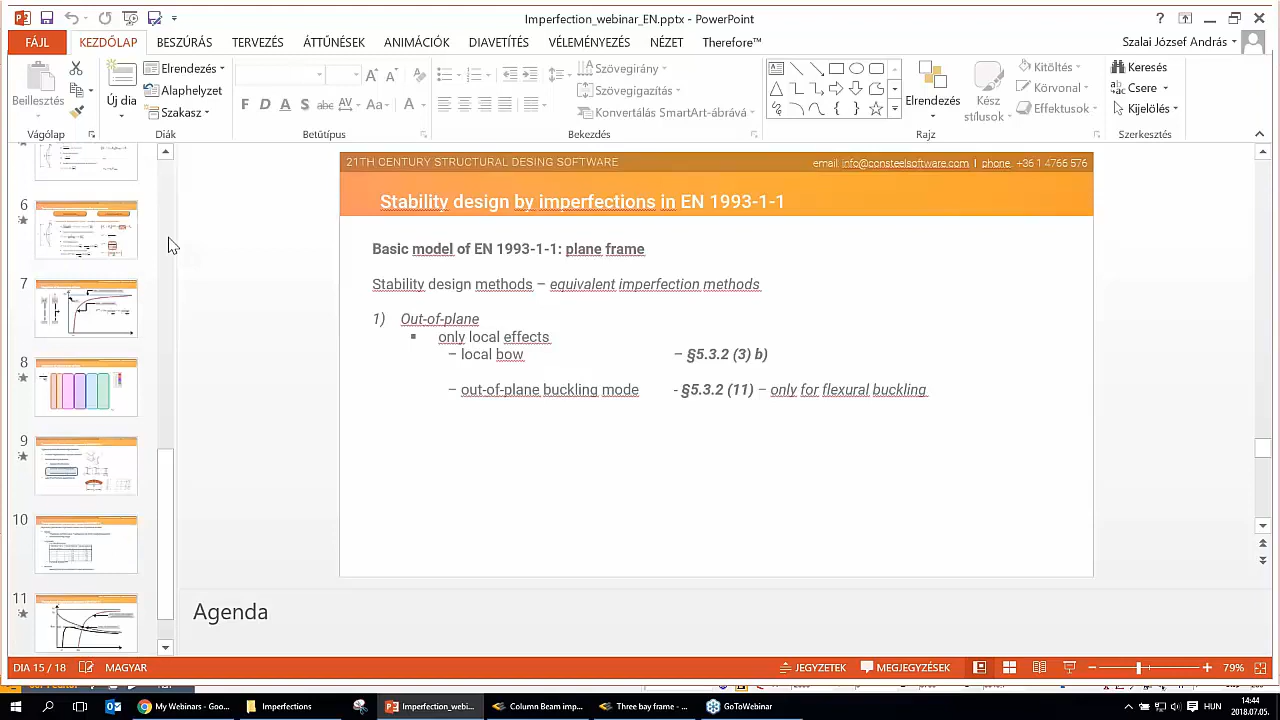 Imperfection_webinar_EN.pptx - PowerPoint
?
FÁJL KEZDŐLAP BESZÚRÁS TERVEZÉS ÁTTŰNÉSEK ANIMÁCIÓK DIAVETÍTÉS VÉLEMÉNYEZÉS NÉZET Therefore™ Szalai József András
Beillesztés
Új dia
Elrendezés
Alaphelyzet
Szakasz
F D A S abc AV Aa A
Szövegirány
Szövegigazítás
Konvertálás SmartArt-ábrává
Elrendezés
Kész stílusok
Kitöltés
Körvonal
Effektusok
Keresés
Csere
Kijelölés
Vágólap Diák Betűtípus Bekezdés Rajz Szerkesztés
6
7
8
9
10
11
21TH CENTURY STRUCTURAL DESING SOFTWARE email: info@consteelsoftware.com I phone: +36 1 4766 576
Stability design by imperfections in EN 1993-1-1
Basic model of EN 1993-1-1: plane frame
Stability design methods – equivalent imperfection methods
1) Out-of-plane
▪ only local effects
– local bow – §5.3.2 (3) b)
– out-of-plane buckling mode - §5.3.2 (11) – only for flexural buckling
Agenda
DIA 15 / 18 MAGYAR JEGYZETEK MEGJEGYZÉSEK 79%
My Webinars - Goo... Imperfections Imperfection_webi... Column Beam imp... Three bay frame - ... GoToWebinar HUN 14:44
2018.07.05.